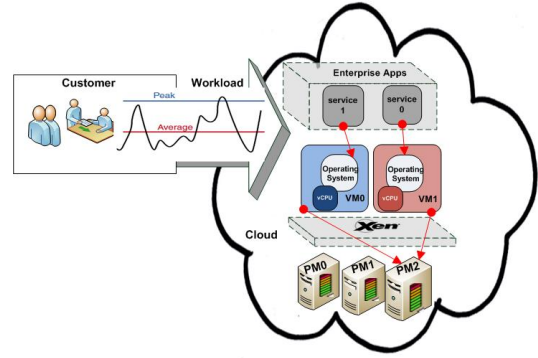 Customer
Workload
Peak
Average
Enterprise Apps
service
1
service
0
Operating
System
vCPU
VM0
Operating
System
vCPU
VM1
Xen
Cloud
PM0
PM1
PM2